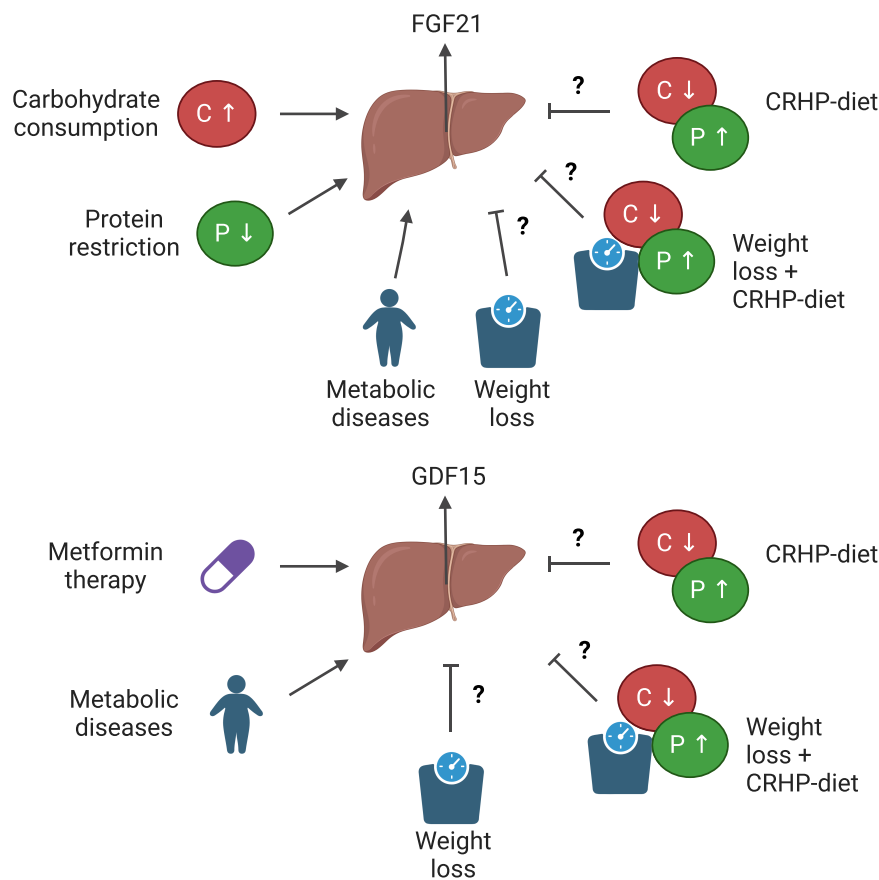 FGF21
Carbohydrate
consumption
C ↑
?
C ↓
P ↑
CRHP-diet
Protein
restriction
P ↓
?
C ↓
P ↑
Weight
loss +
CRHP-diet
?
Metabolic
diseases
Weight
loss
GDF15
Metformin
therapy
?
C ↓
P ↑
CRHP-diet
Metabolic
diseases
?
?
C ↓
P ↑
Weight
loss +
CRHP-diet
Weight
loss